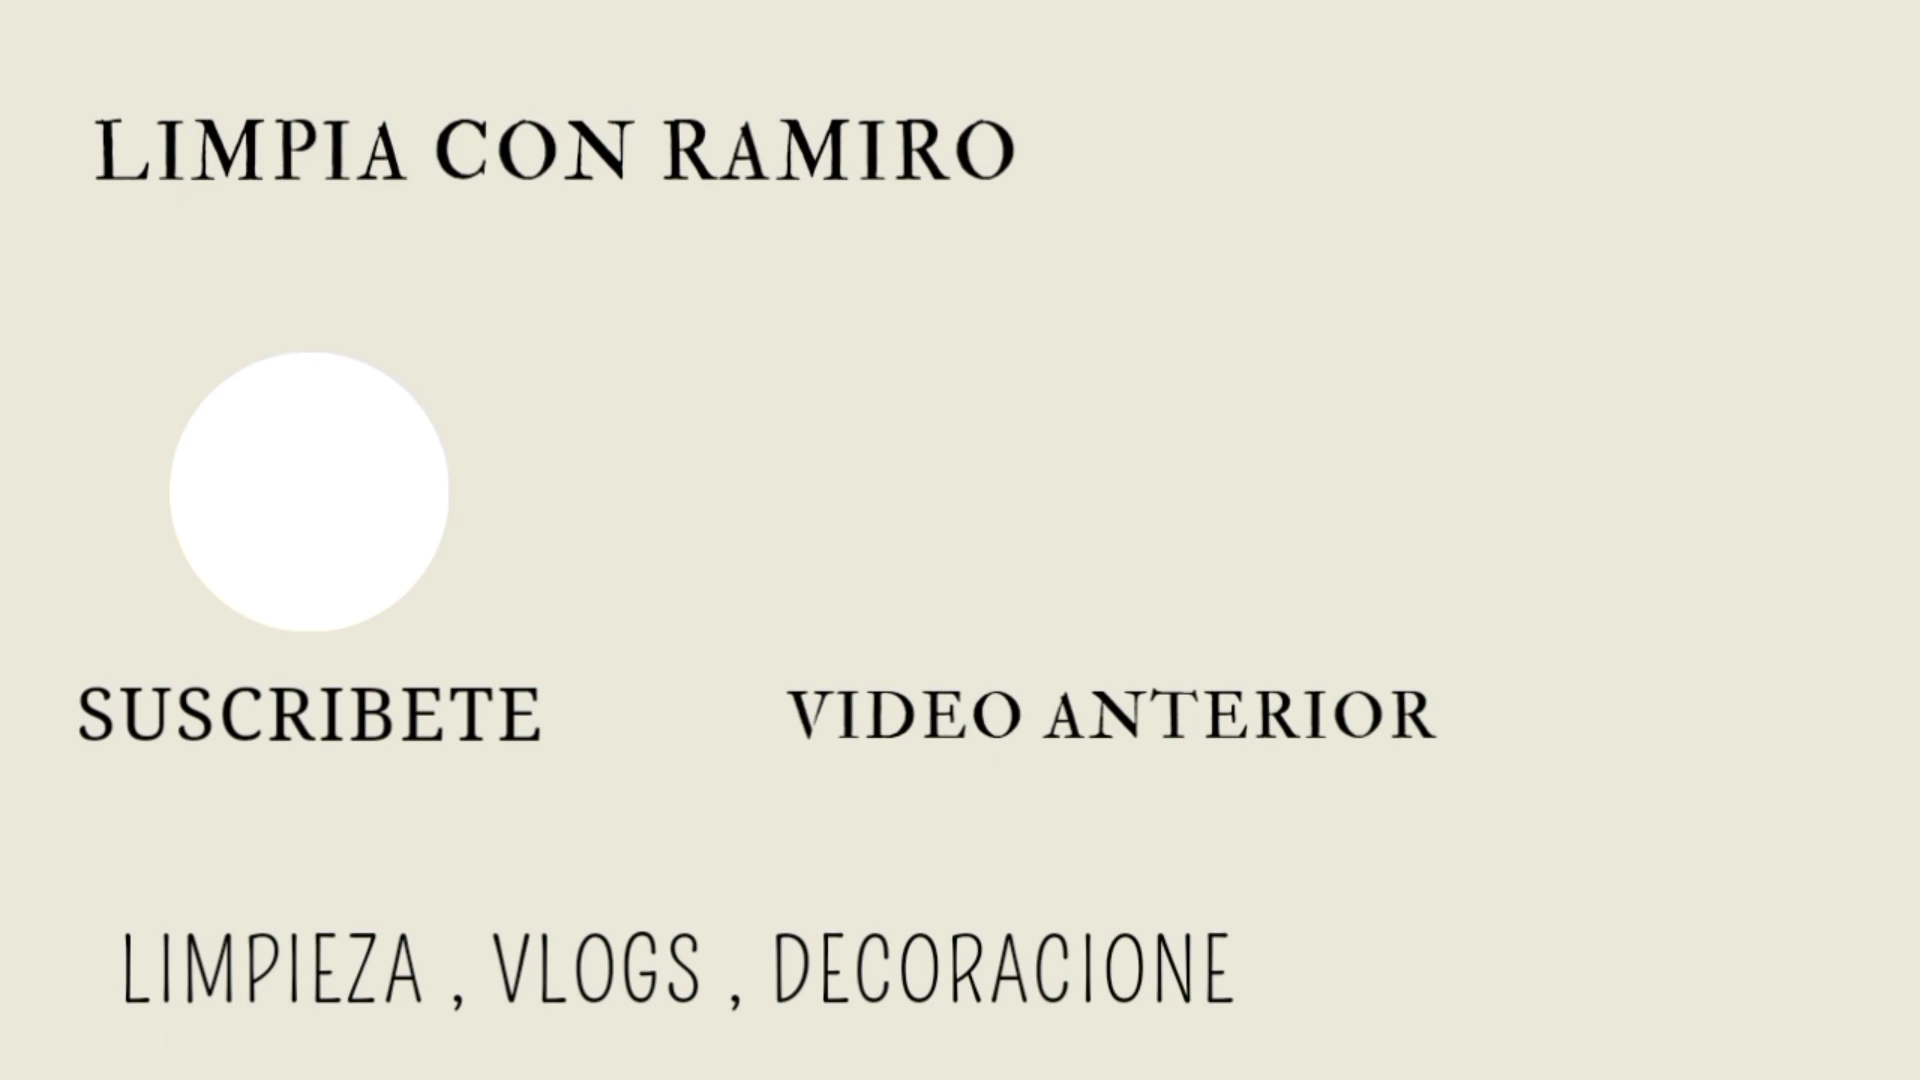 LIMPIA CON RAMIRO
SUSCRIBETE
VIDEO ANTERIOR
LIMPIEZA , VLOGS , DECORACIONE